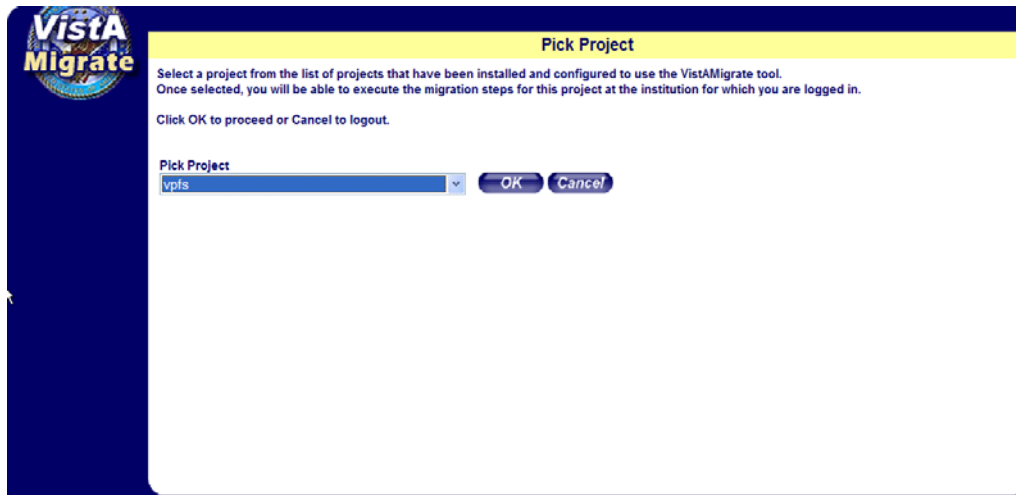 VistA
Migrate
Pick Project
Select a project from the list of projects that have been installed and configured to use the VistAMigrate tool.
Once selected, you will be able to execute the migration steps for this project at the institution for which you are logged in.
Click OK to proceed or Cancel to logout.
Pick Project
vpfs OK Cancel